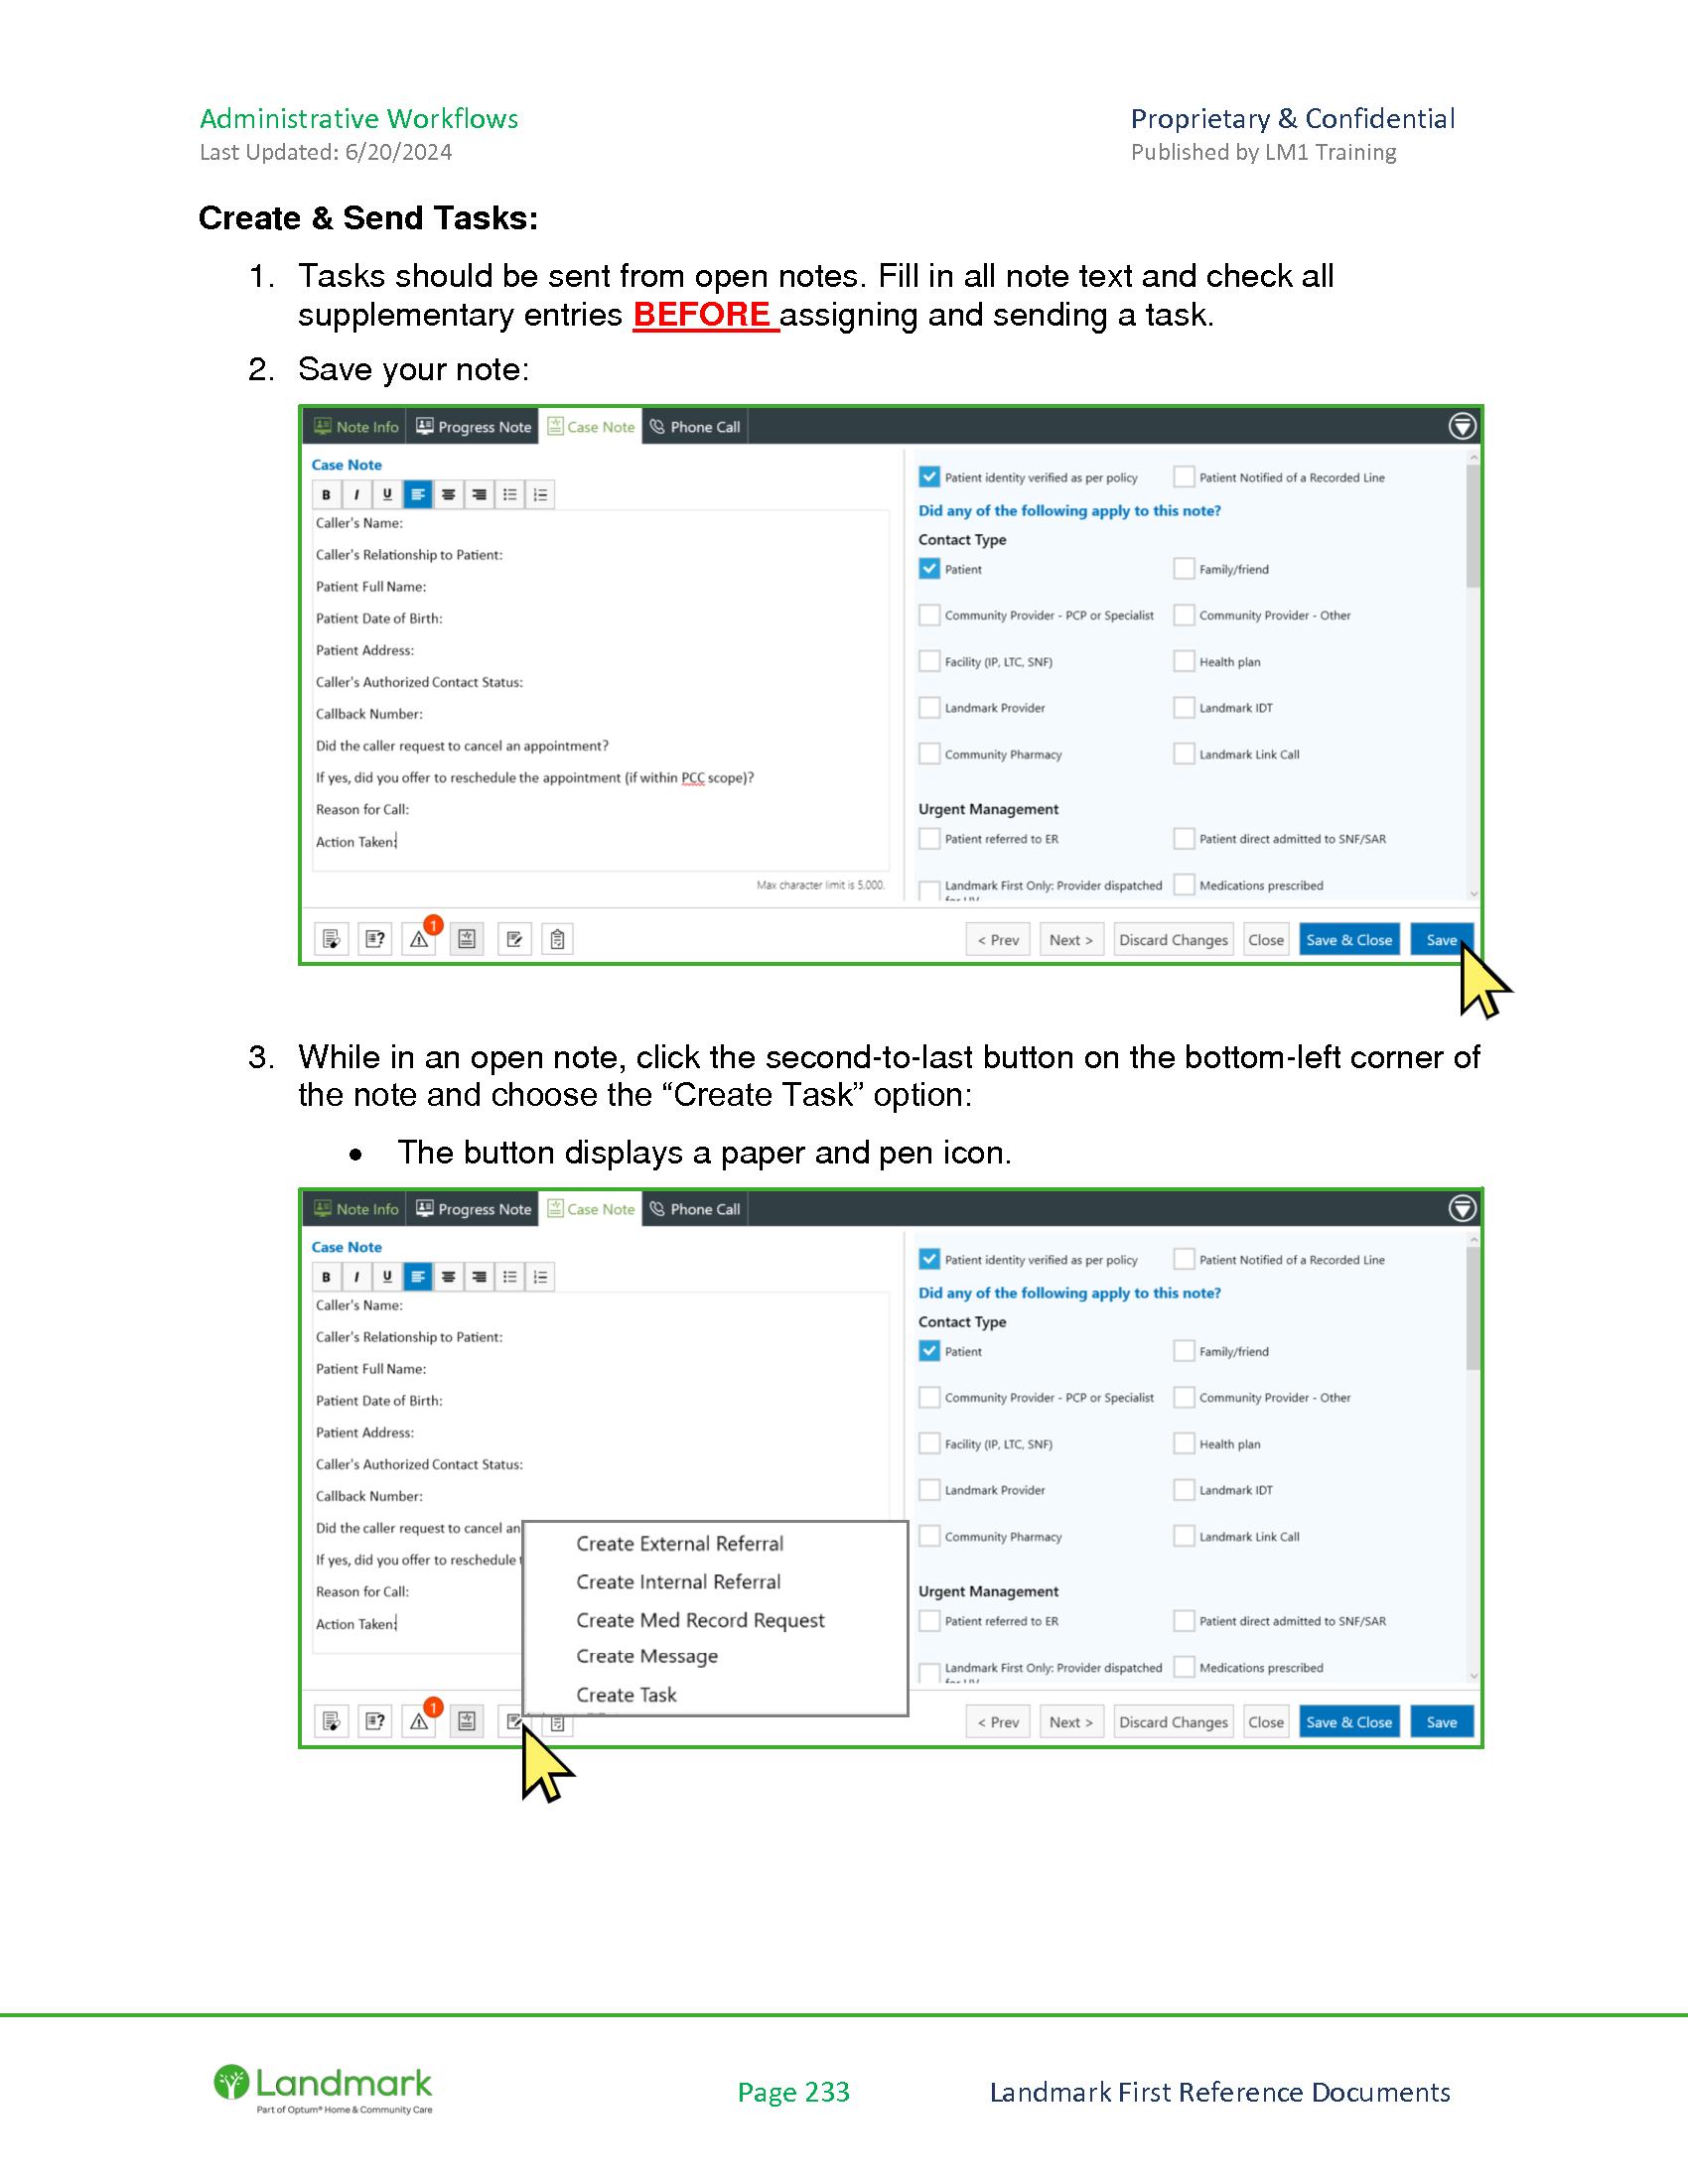 Administrative Workflows
Proprietary & Confidential
Last Updated: 6/20/2024
Published by LM1 Training
Create & Send Tasks:
1. Tasks should be sent from open notes. Fill in all note text and check all
supplementary entries BEFORE assigning and sending a task.
2. Save your note:
Note Info Progress Note Case Note Phone Call
Case Note
B I U
Caller's Name:
Caller's Relationship to Patient:
Patient Full Name:
Patient Date of Birth:
Patient Address:
Caller's Authorized Contact Status:
Callback Number:
Did the caller request to cancel an appointment?
If yes, did you offer to reschedule the appointment (if within PCC scope)?
Reason for Call:
Action Taken:
Max character limit is 5,000.
Patient identity verified as per policy Patient Notified of a Recorded Line
Did any of the following apply to this note?
Contact Type
Patient Family/friend
Community Provider - PCP or Specialist Community Provider - Other
Facility (IP, LTC, SNF) Health plan
Landmark Provider Landmark IDT
Community Pharmacy Landmark Link Call
Urgent Management
Patient referred to ER Patient direct admitted to SNF/SAR
Landmark First Only: Provider dispatched Medications prescribed
1
< Prev Next > Discard Changes Close Save & Close Save
3. While in an open note, click the second-to-last button on the bottom-left corner of
the note and choose the “Create Task” option:
• The button displays a paper and pen icon.
Note Info Progress Note Case Note Phone Call
Case Note
B I U
Caller's Name:
Caller's Relationship to Patient:
Patient Full Name:
Patient Date of Birth:
Patient Address:
Caller's Authorized Contact Status:
Callback Number:
Did the caller request to cancel an
If yes, did you offer to reschedule
Reason for Call:
Action Taken:
Create External Referral
Create Internal Referral
Create Med Record Request
Create Message
Create Task
Patient identity verified as per policy Patient Notified of a Recorded Line
Did any of the following apply to this note?
Contact Type
Patient Family/friend
Community Provider - PCP or Specialist Community Provider - Other
Facility (IP, LTC, SNF) Health plan
Landmark Provider Landmark IDT
Community Pharmacy Landmark Link Call
Urgent Management
Patient referred to ER Patient direct admitted to SNF/SAR
Landmark First Only: Provider dispatched Medications prescribed
1
< Prev Next > Discard Changes Close Save & Close Save
Landmark
Part of Optum® Home & Community Care
Page 233
Landmark First Reference Documents